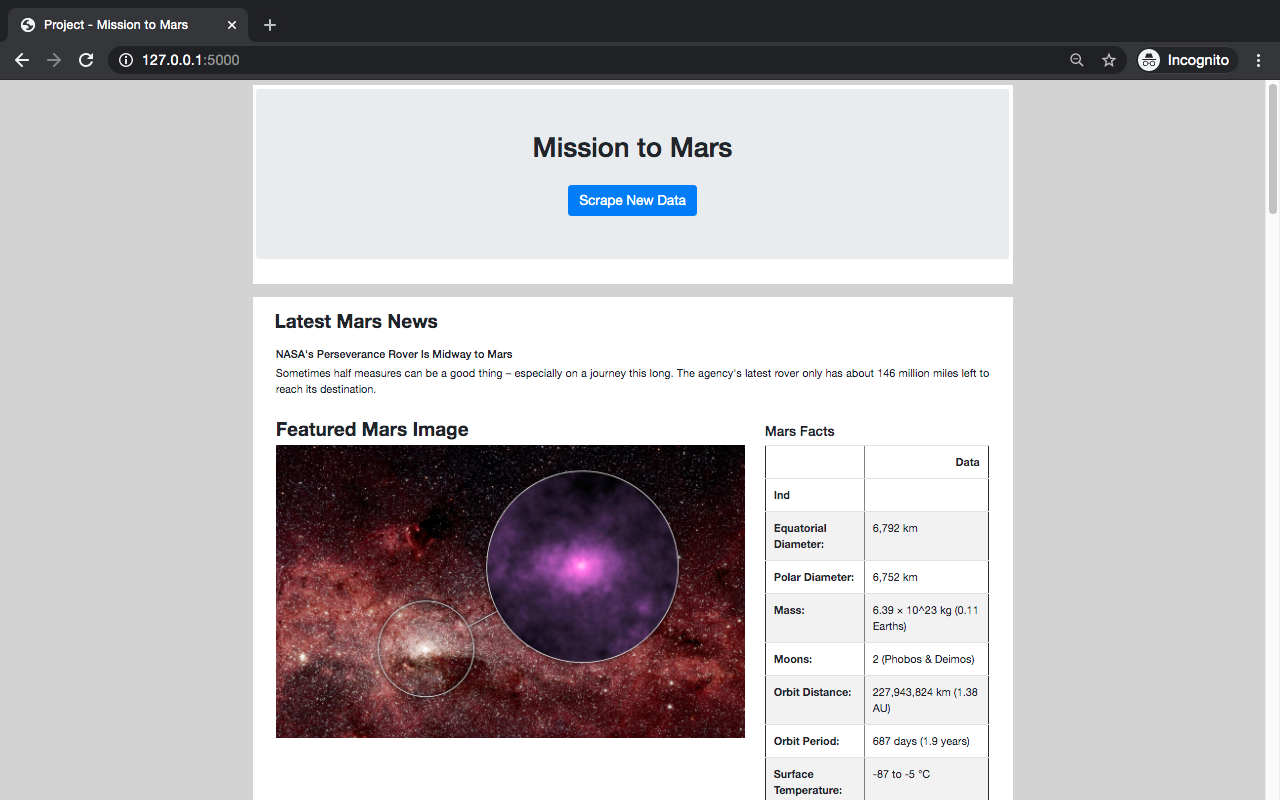 Project - Mission to Mars
127.0.0.1:5000
Incognito
Mission to Mars
Scrape New Data
Latest Mars News
NASA's Perseverance Rover Is Midway to Mars
Sometimes half measures can be a good thing – especially on a journey this long. The agency's latest rover only has about 146 million miles left to
reach its destination.
Featured Mars Image
Mars Facts
Data
Ind
Equatorial
Diameter:
6,792 km
Polar Diameter:
6,752 km
Mass:
6.39 × 10^23 kg (0.11
Earths)
Moons:
2 (Phobos & Deimos)
Orbit Distance:
227,943,824 km (1.38
AU)
Orbit Period:
687 days (1.9 years)
Surface
Temperature:
-87 to -5 °C